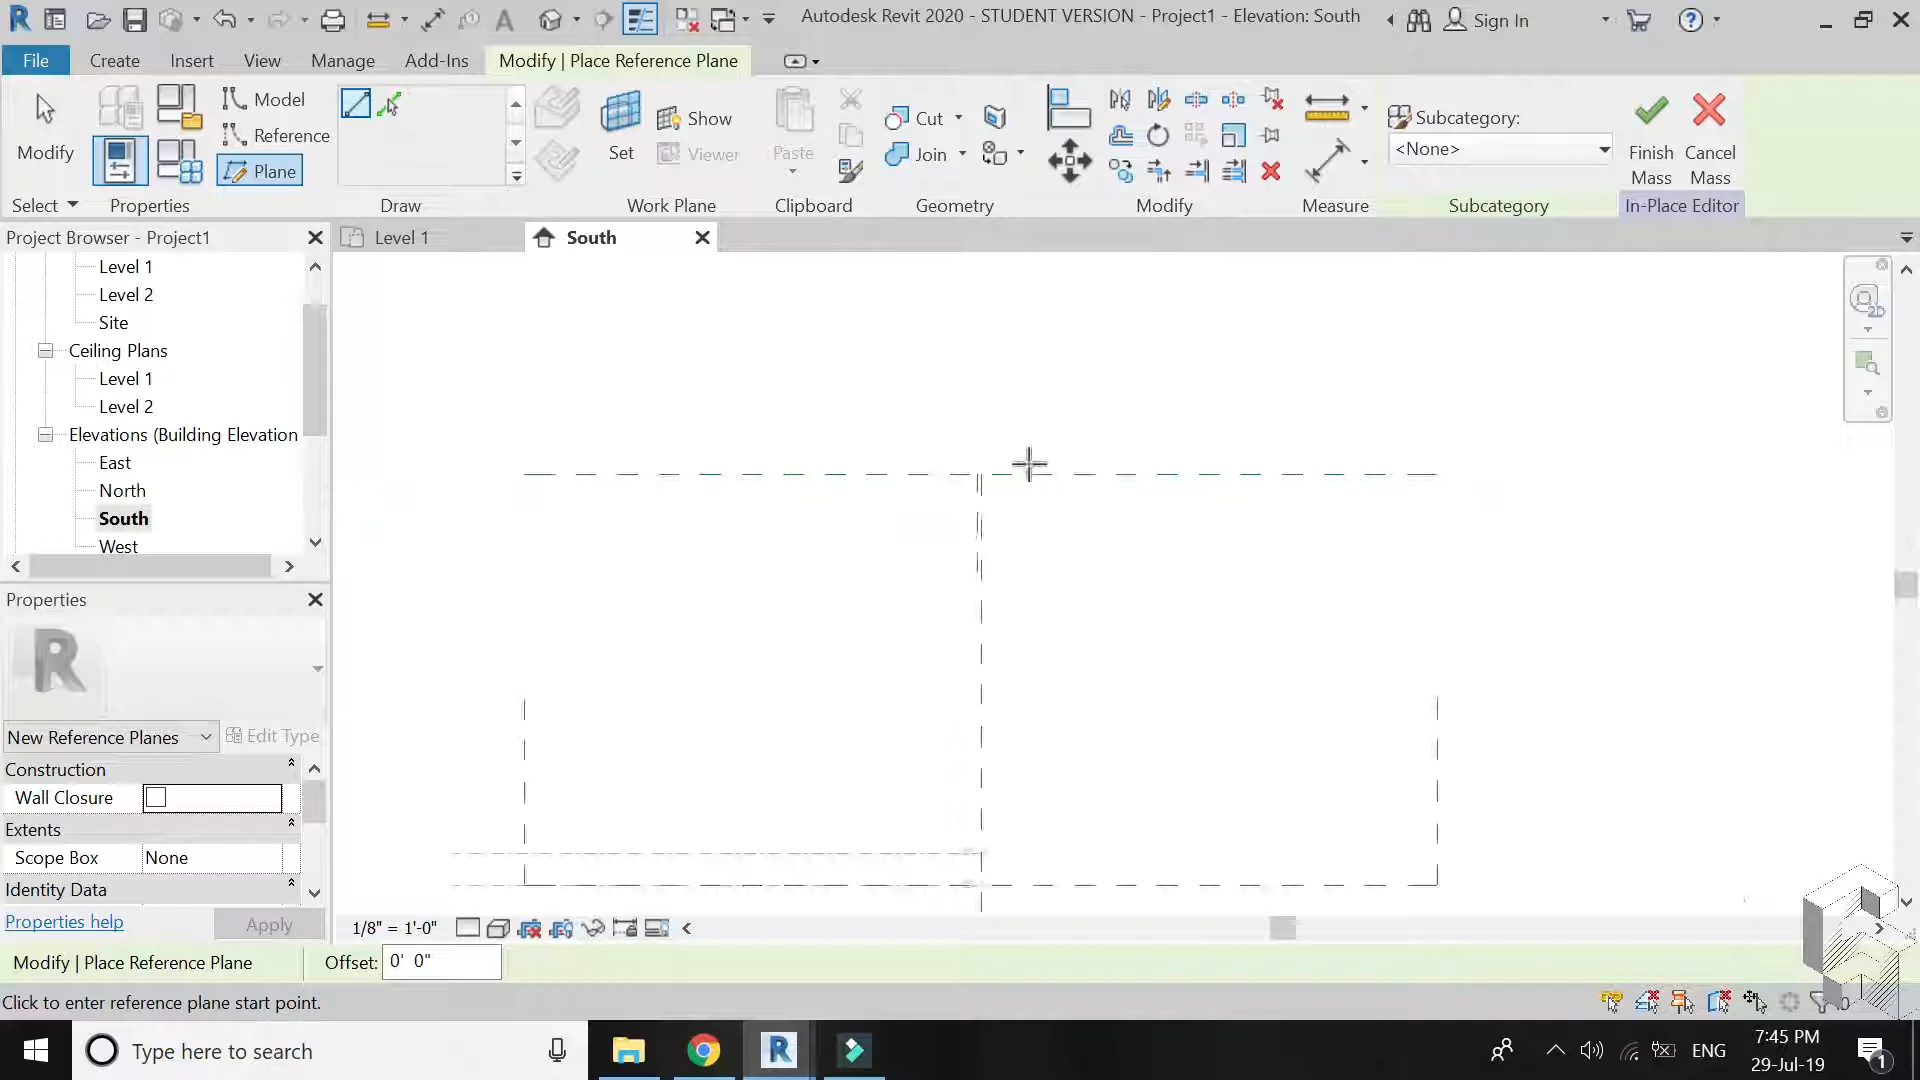 Autodesk Revit 2020 - STUDENT VERSION - Project1 - Elevation: South
Sign In
File
Create
Insert
View
Manage
Add-Ins
Modify | Place Reference Plane
Modify
Model
Reference
Plane
Set
Show
Viewer
Paste
Cut
Join
Subcategory:
<None>
Finish
Mass
Cancel
Mass
Select
Properties
Draw
Work Plane
Clipboard
Geometry
Modify
Measure
Subcategory
In-Place Editor
Project Browser - Project1
Level 1
South
Level 1
Level 2
Site
Ceiling Plans
Level 1
Level 2
Elevations (Building Elevation
East
North
South
West
Properties
R
New Reference Planes
Edit Type
Construction
Wall Closure
Extents
Scope Box
None
Identity Data
Properties help
Apply
1/8" = 1'-0"
2D
Modify | Place Reference Plane
Offset:
0' 0"
Click to enter reference plane start point.
:0
Type here to search
ENG
7:45 PM
29-Jul-19
1